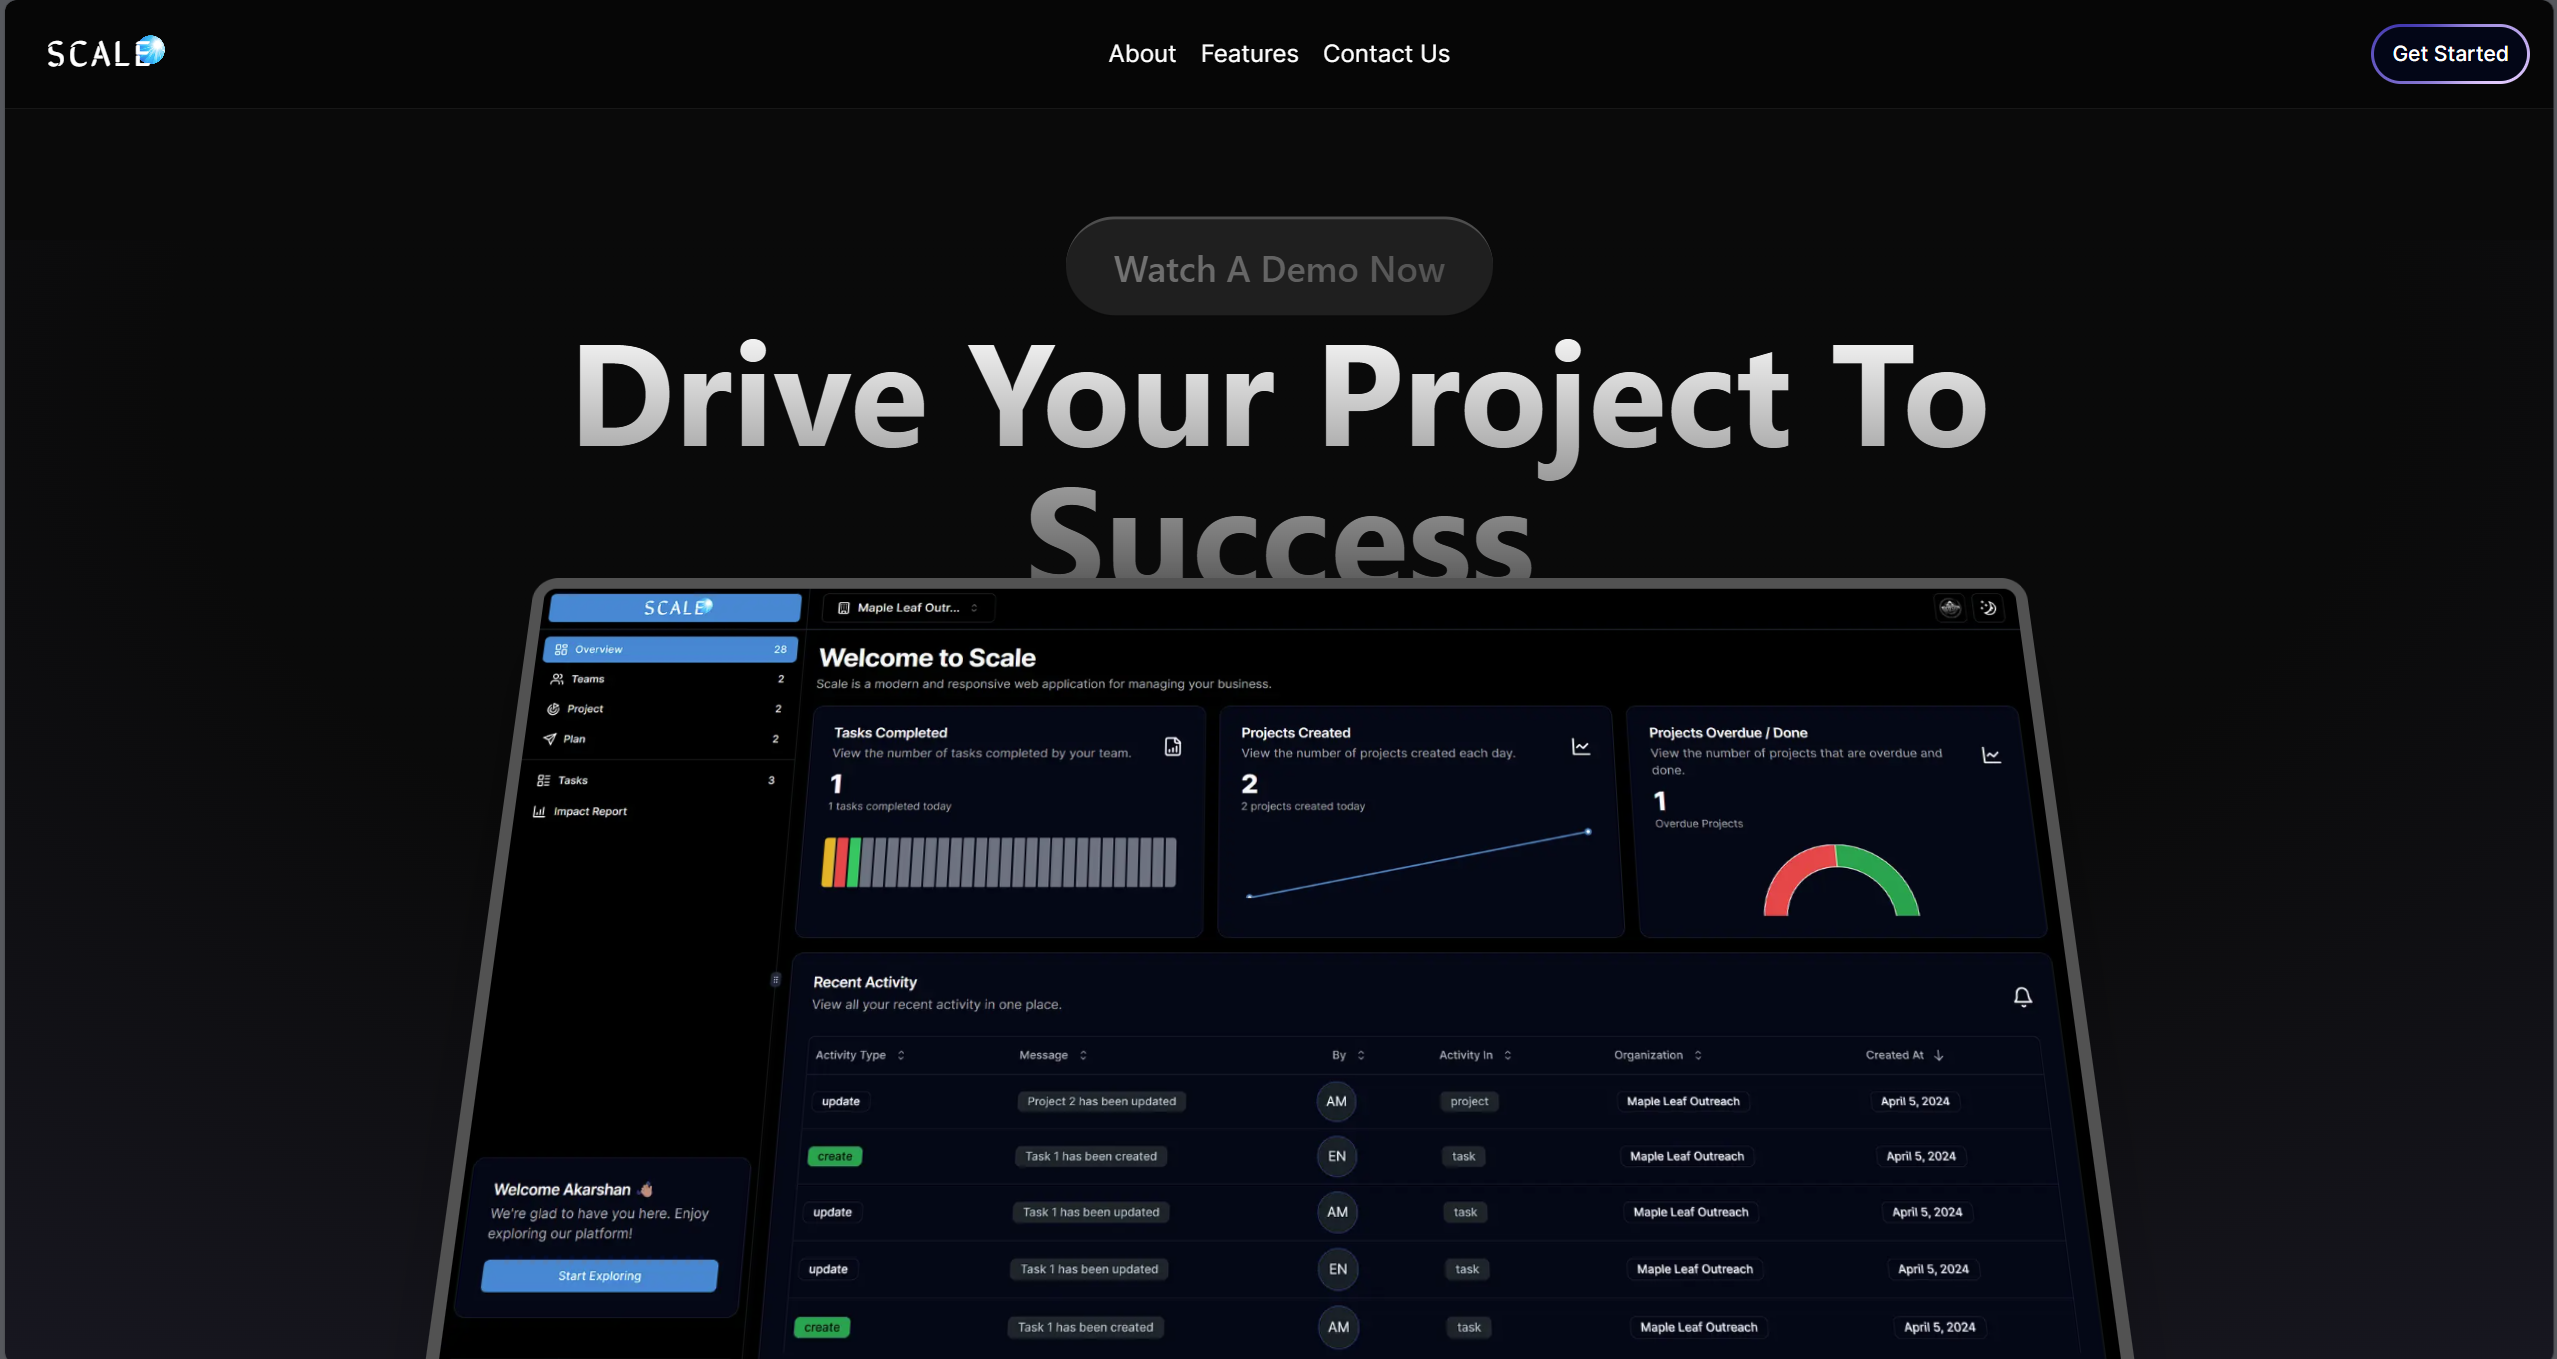 SCALE
About Features Contact Us
Get Started
Watch A Demo Now
Drive Your Project To
Success
SCALE
Maple Leaf Outr...
Overview 28
Teams 2
Project 2
Plan 2
Tasks 3
Impact Report
Welcome to Scale
Scale is a modern and responsive web application for managing your business.
Tasks Completed
View the number of tasks completed by your team.
1
1 tasks completed today
Projects Created
View the number of projects created each day.
2
2 projects created today
Projects Overdue / Done
View the number of projects that are overdue and
done.
1
Overdue Projects
Recent Activity
View all your recent activity in one place.
Activity Type Message By Activity In Organization Created At
update Project 2 has been updated AM project Maple Leaf Outreach April 5, 2024
create Task 1 has been created EN task Maple Leaf Outreach April 5, 2024
update Task 1 has been updated AM task Maple Leaf Outreach April 5, 2024
update Task 1 has been updated EN task Maple Leaf Outreach April 5, 2024
create Task 1 has been created AM task Maple Leaf Outreach April 5, 2024
Welcome Akarshan 👋🏽
We're glad to have you here. Enjoy
exploring our platform!
Start Exploring